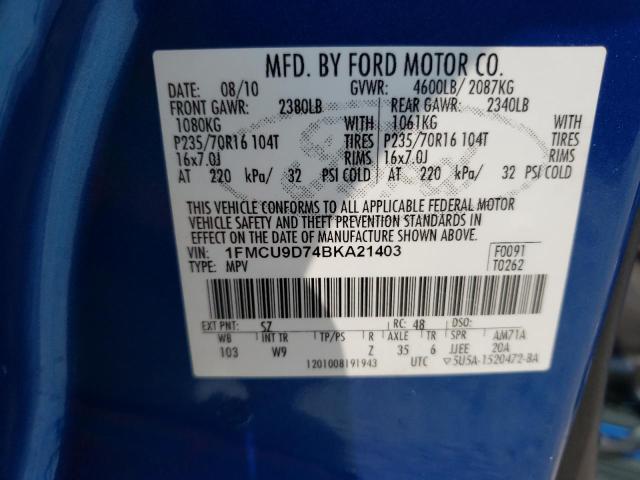 MFD. BY FORD MOTOR CO.
DATE: 08/10 GVWR: 4600LB/ 2087KG
FRONT GAWR: 2380LB REAR GAWR: 2340LB
1080KG WITH 1061KG WITH
P235/70R16 104T TIRES P235/70R16 104T TIRES
16x7.0J RIMS 16x7.0J RIMS
AT 220 kPa/ 32 PSI COLD AT 220 kPa/ 32 PSI COLD
THIS VEHICLE CONFORMS TO ALL APPLICABLE FEDERAL MOTOR
VEHICLE SAFETY AND THEFT PREVENTION STANDARDS IN
EFFECT ON THE DATE OF MANUFACTURE SHOWN ABOVE.
VIN: 1FMCU9D74BKA21403 F0091
TYPE: MPV T0262
EXT PNT: SZ RC: 48 DSO:
WB INT TR TP/PS R AXLE TR SPR AM71A
103 W9 Z 35 6 JJEE 20A
1201008191943 UTC ▽5U5A-1520472-BA